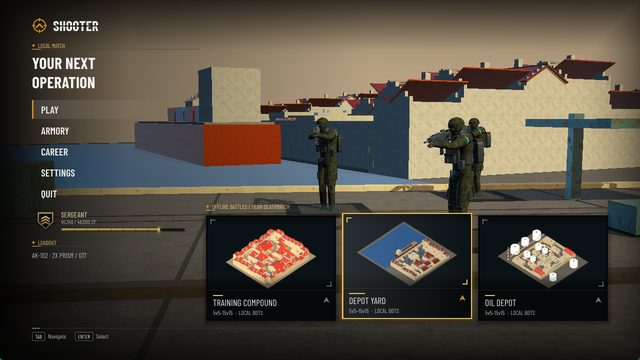 SHOOTER
LOCAL MATCH
YOUR NEXT
OPERATION
PLAY
ARMORY
CAREER
SETTINGS
QUIT
SERGEANT
LOADOUT
AK-102 - 2X PRISM / G17
OFFLINE BATTLES / TEAM DEATHMATCH
TRAINING COMPOUND
5v5-15v15 · LOCAL BOTS
DEPOT YARD
5v5-15v15 · LOCAL BOTS
OIL DEPOT
5v5-15v15 · LOCAL BOTS
TAB Navigate ENTER Select